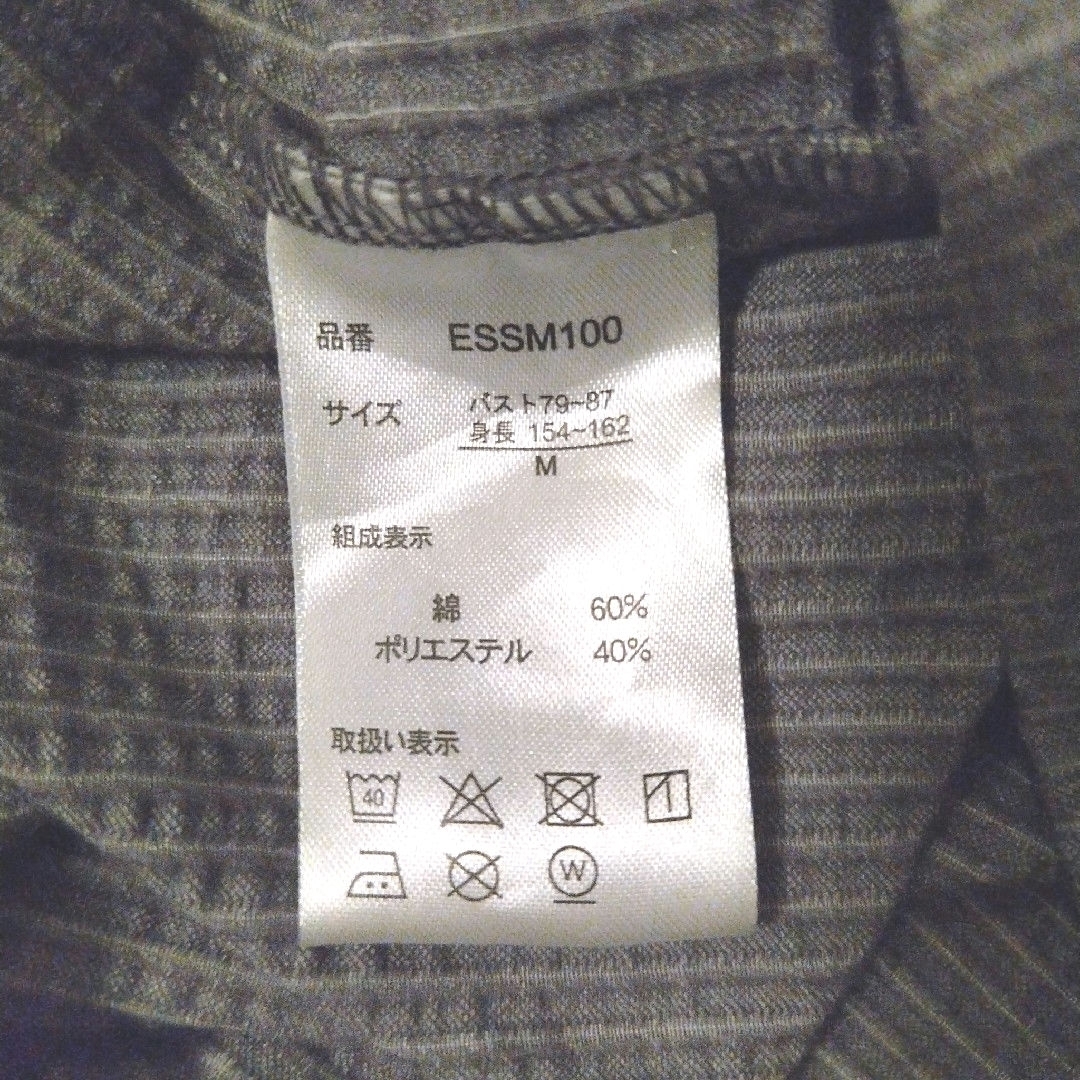 品番 ESSM100
サイズ バスト79~87
身長 154~162
M
組成表示
綿 60%
ポリエステル 40%
取扱い表示
40
W